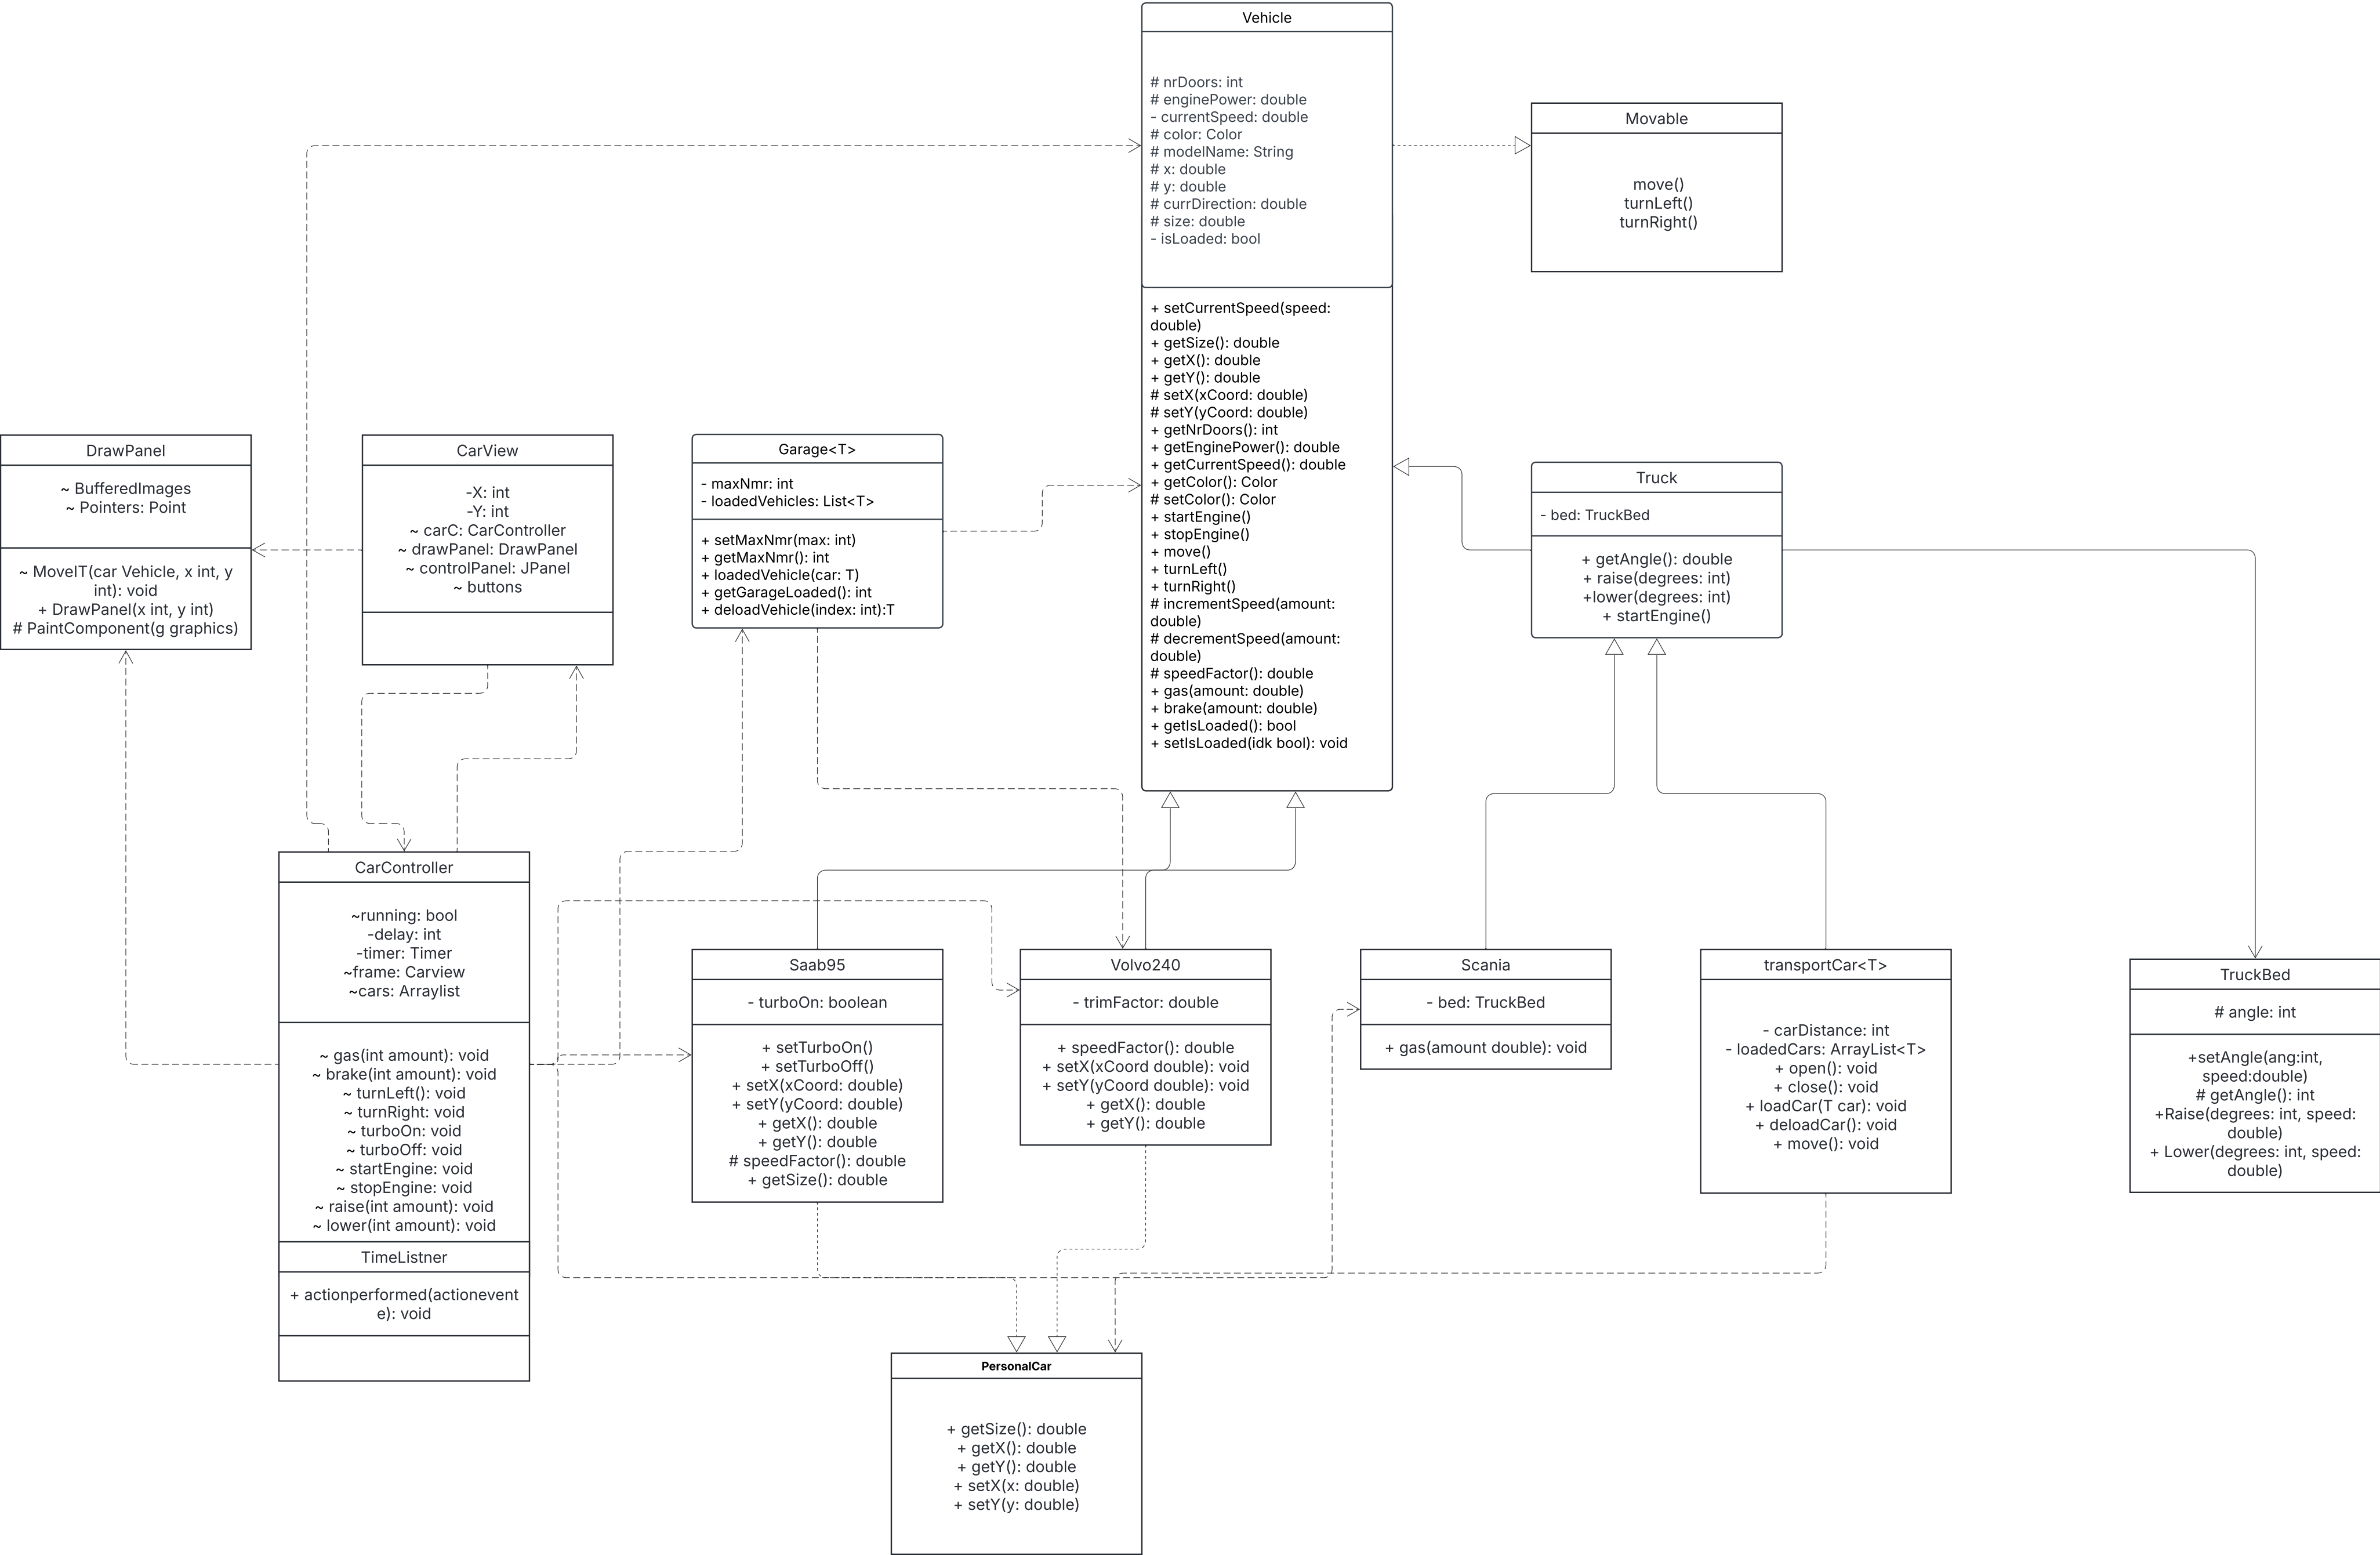 Vehicle
# nrDoors: int
# enginePower: double
- currentSpeed: double
# color: Color
# modelName: String
# x: double
# y: double
# currDirection: double
# size: double
- isLoaded: bool
+ setCurrentSpeed(speed:
double)
+ getSize(): double
+ getX(): double
+ getY(): double
# setX(xCoord: double)
# setY(yCoord: double)
+ getNrDoors(): int
+ getEnginePower(): double
+ getCurrentSpeed(): double
+ getColor(): Color
# setColor(): Color
+ startEngine()
+ stopEngine()
+ move()
+ turnLeft()
+ turnRight()
# incrementSpeed(amount:
double)
# decrementSpeed(amount:
double)
# speedFactor(): double
+ gas(amount: double)
+ brake(amount: double)
+ getIsLoaded(): bool
+ setIsLoaded(idk bool): void
Movable
move()
turnLeft()
turnRight()
DrawPanel
~ BufferedImages
~ Pointers: Point
~ MoveIT(car Vehicle, x int, y
int): void
+ DrawPanel(x int, y int)
# PaintComponent(g graphics)
CarView
-X: int
-Y: int
~ carC: CarController
~ drawPanel: DrawPanel
~ controlPanel: JPanel
~ buttons
Garage<T>
- maxNmr: int
- loadedVehicles: List<T>
+ setMaxNmr(max: int)
+ getMaxNmr(): int
+ loadedVehicle(car: T)
+ getGarageLoaded(): int
+ deloadVehicle(index: int):T
Truck
- bed: TruckBed
+ getAngle(): double
+ raise(degrees: int)
+lower(degrees: int)
+ startEngine()
CarController
~running: bool
-delay: int
-timer: Timer
~frame: Carview
~cars: Arraylist
~ gas(int amount): void
~ brake(int amount): void
~ turnLeft(): void
~ turnRight: void
~ turboOn: void
~ turboOff: void
~ startEngine: void
~ stopEngine: void
~ raise(int amount): void
~ lower(int amount): void
TimeListner
+ actionperformed(actionevent
e): void
Saab95
- turboOn: boolean
+ setTurboOn()
+ setTurboOff()
+ setX(xCoord: double)
+ setY(yCoord: double)
+ getX(): double
+ getY(): double
# speedFactor(): double
+ getSize(): double
Volvo240
- trimFactor: double
+ speedFactor(): double
+ setX(xCoord double): void
+ setY(yCoord double): void
+ getX(): double
+ getY(): double
Scania
- bed: TruckBed
+ gas(amount double): void
transportCar<T>
- carDistance: int
- loadedCars: ArrayList<T>
+ open(): void
+ close(): void
+ loadCar(T car): void
+ deloadCar(): void
+ move(): void
TruckBed
# angle: int
+setAngle(ang:int,
speed:double)
# getAngle(): int
+Raise(degrees: int, speed:
double)
+ Lower(degrees: int, speed:
double)
PersonalCar
+ getSize(): double
+ getX(): double
+ getY(): double
+ setX(x: double)
+ setY(y: double)